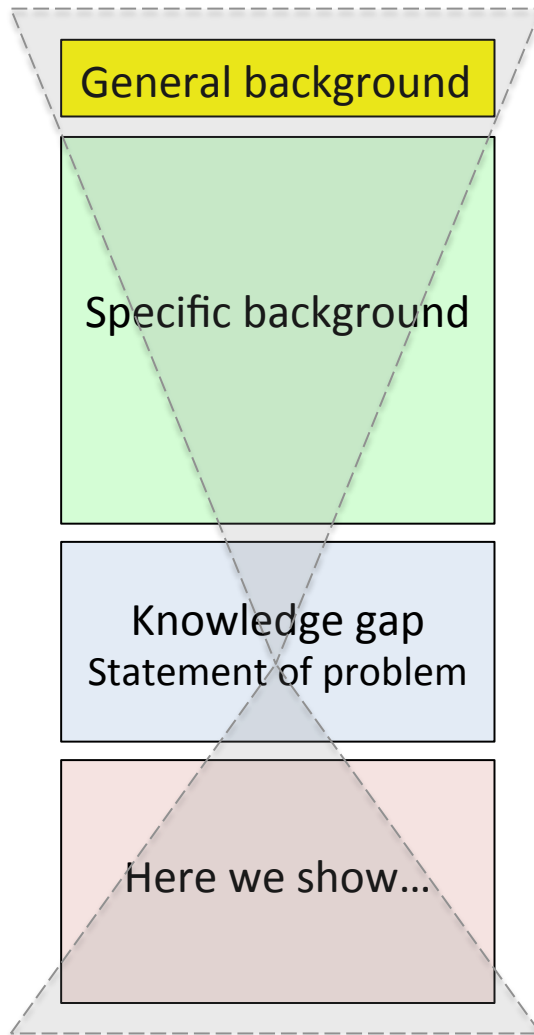 General background
Specific background
Knowledge gap
Statement of problem
Here we show…